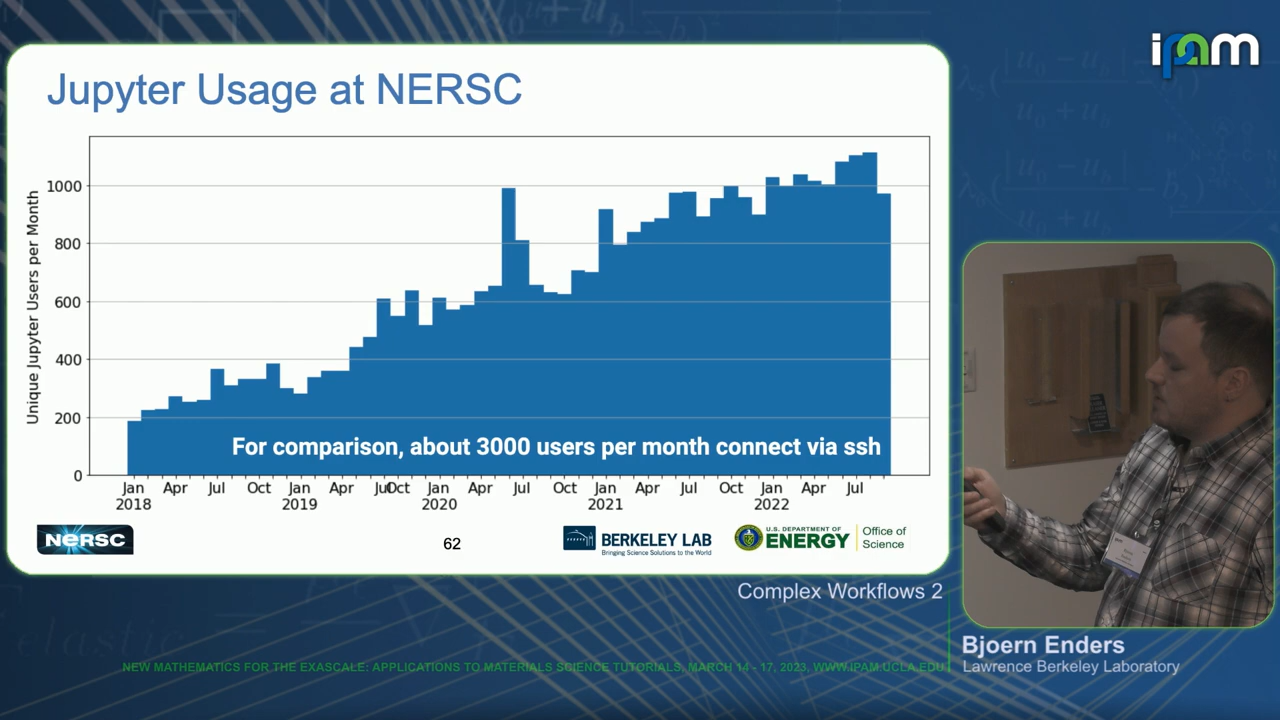 ipam
Jupyter Usage at NERSC
Unique Jupyter Users per Month
1000
800
600
400
200
0
Jan Apr Jul Oct Jan Apr Jul Oct Jan Apr Jul Oct Jan Apr Jul Oct Jan Apr Jul
2018 2019 2020 2021 2022
For comparison, about 3000 users per month connect via ssh
NERSC
62
BERKELEY LAB
Bringing Science Solutions to the World
U.S. DEPARTMENT OF
ENERGY
Office of
Science
Complex Workflows 2
Bjoern Enders
Lawrence Berkeley Laboratory
NEW MATHEMATICS FOR THE EXASCALE: APPLICATIONS TO MATERIALS SCIENCE TUTORIALS, MARCH 14 - 17, 2023, WWW.IPAM.UCLA.EDU
elastic